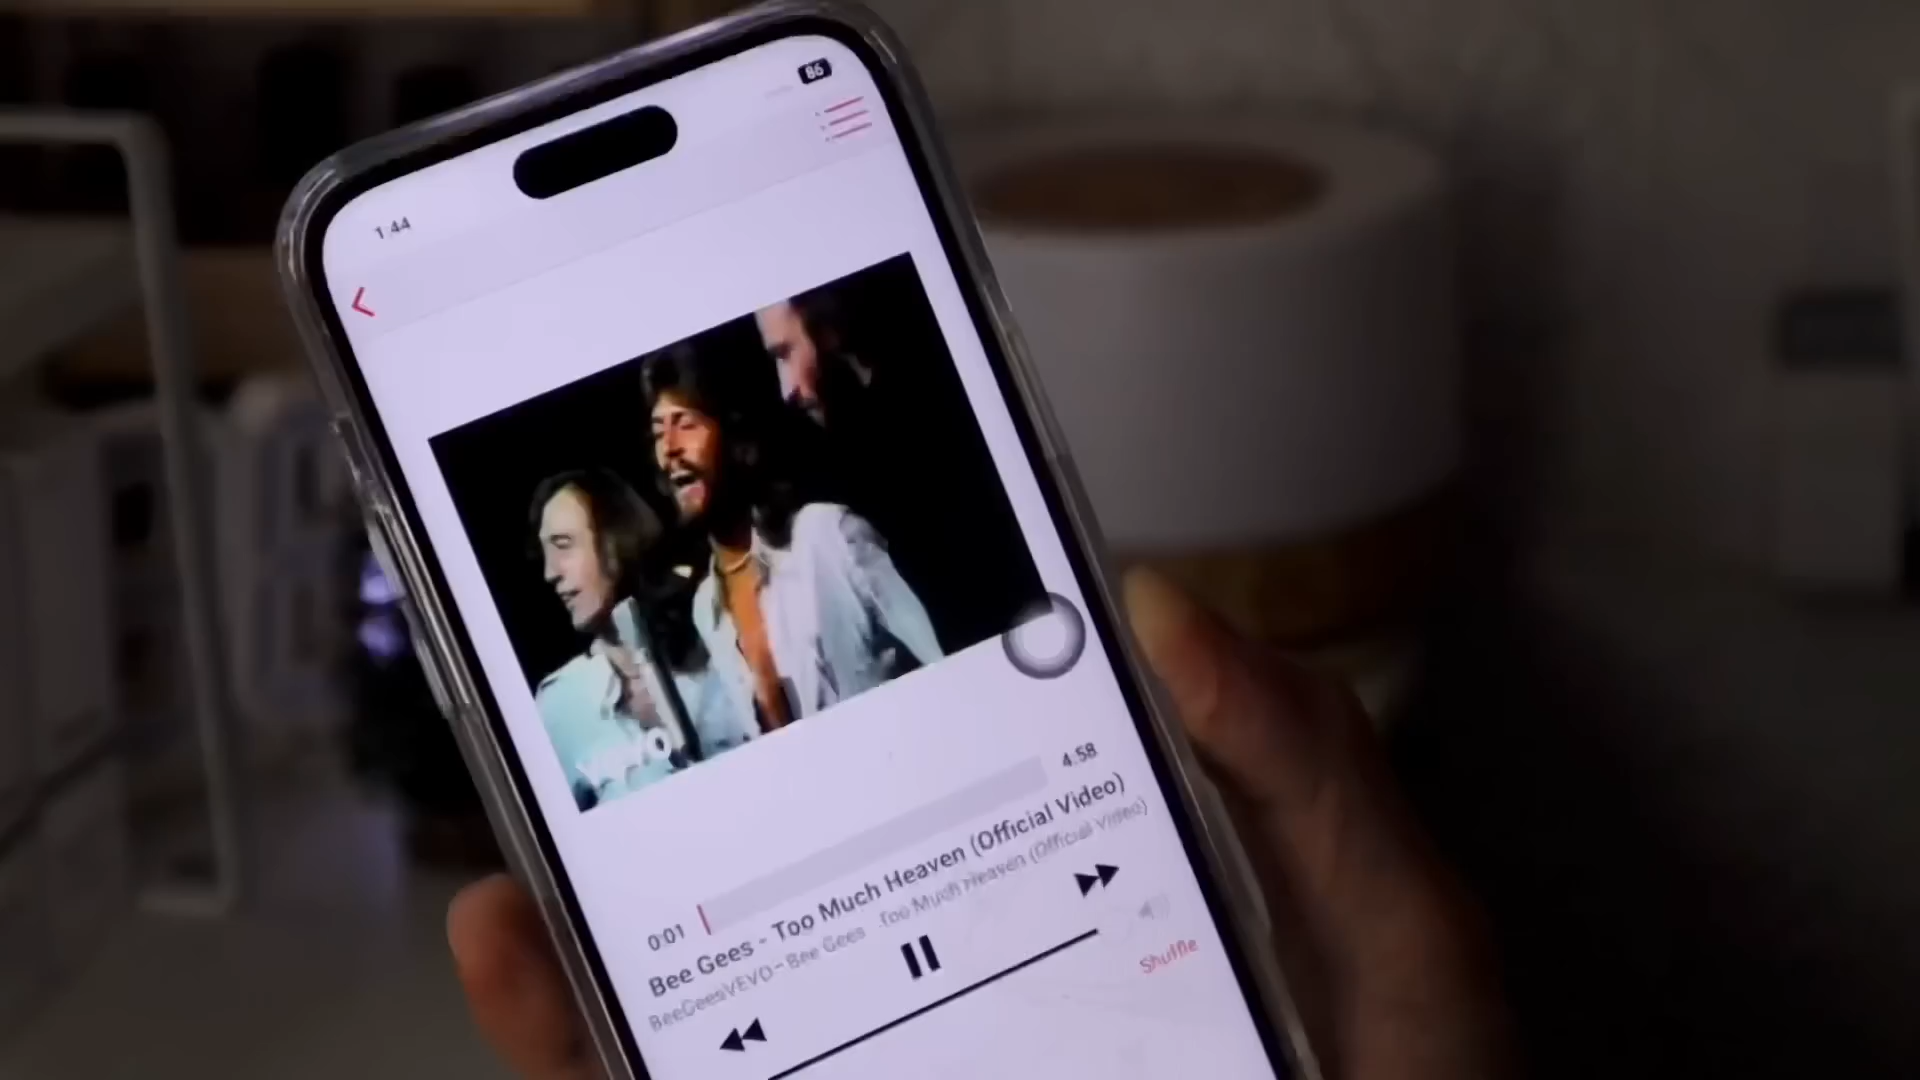 86
1:44
vevo
4:58
0:01
Bee Gees - Too Much Heaven (Official Video)
BeeGeesVEVO - Bee Gees - Too Much Heaven (Official Video)
Shuffle